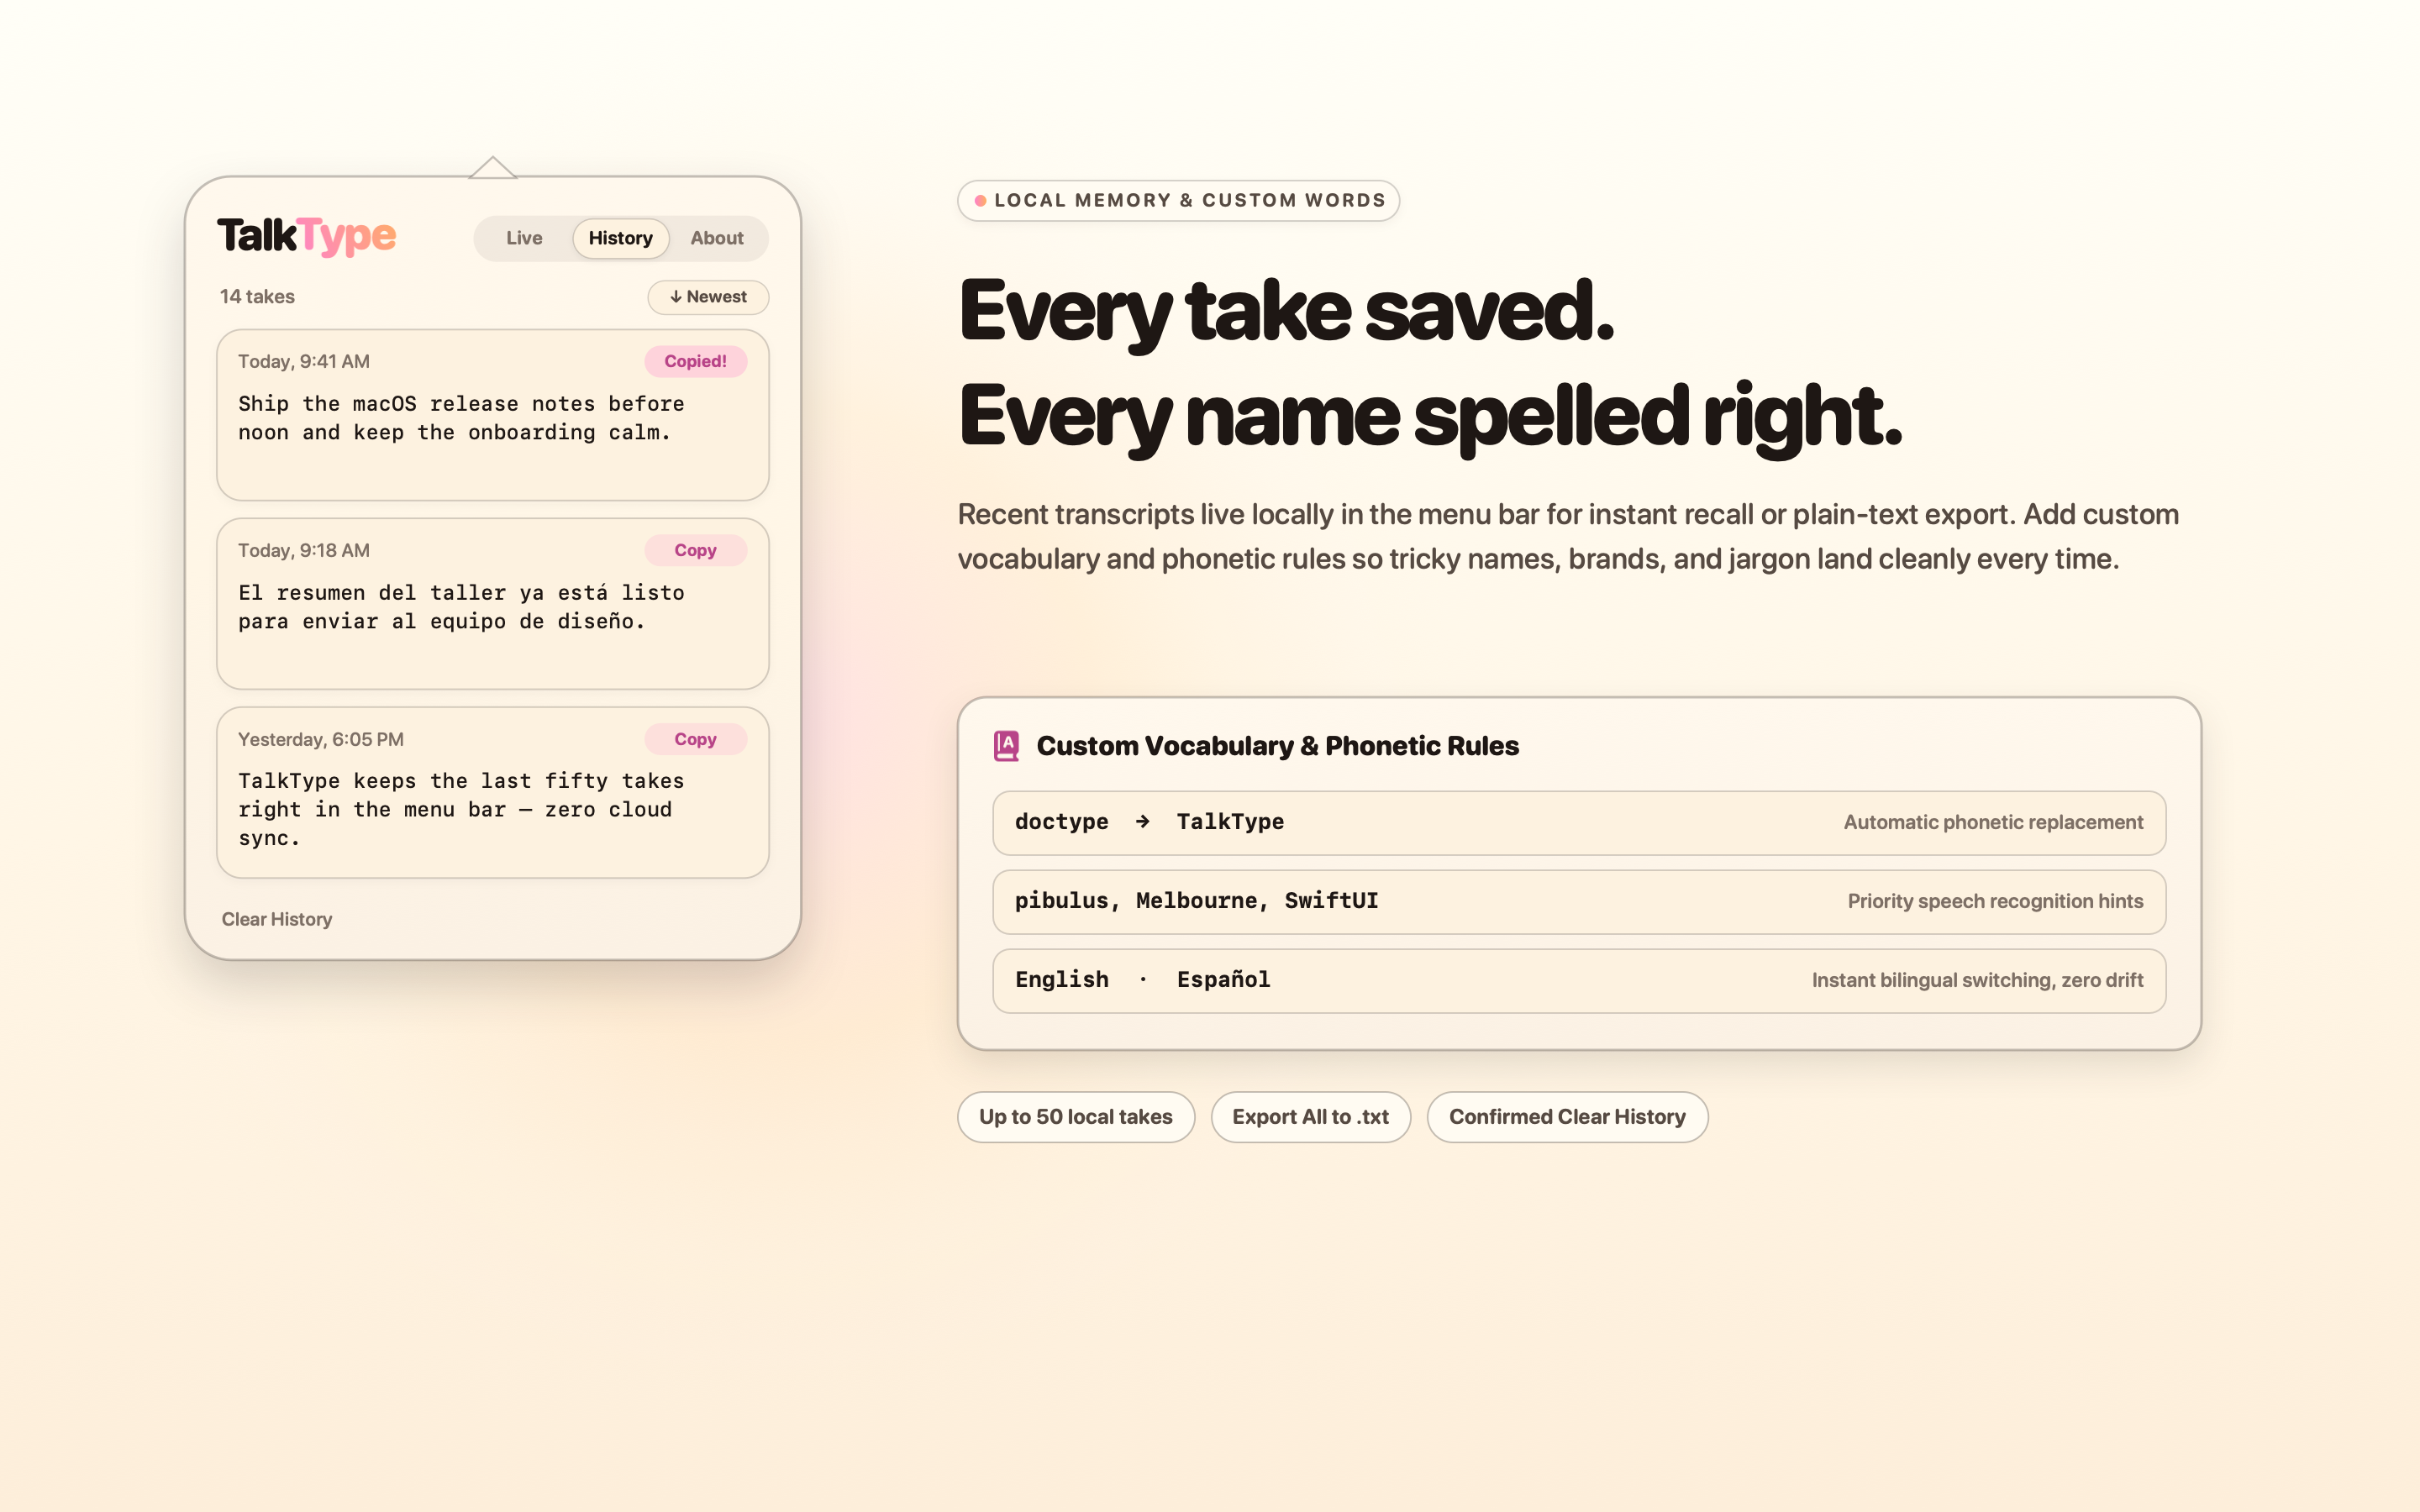 TalkType
Live
History
About
14 takes
↓ Newest
Today, 9:41 AM
Copied!
Ship the macOS release notes before
noon and keep the onboarding calm.
Today, 9:18 AM
Copy
El resumen del taller ya está listo
para enviar al equipo de diseño.
Yesterday, 6:05 PM
Copy
TalkType keeps the last fifty takes
right in the menu bar — zero cloud
sync.
Clear History
LOCAL MEMORY & CUSTOM WORDS
Every take saved.
Every name spelled right.
Recent transcripts live locally in the menu bar for instant recall or plain-text export. Add custom
vocabulary and phonetic rules so tricky names, brands, and jargon land cleanly every time.
Custom Vocabulary & Phonetic Rules
doctype → TalkType
Automatic phonetic replacement
pibulus, Melbourne, SwiftUI
Priority speech recognition hints
English · Español
Instant bilingual switching, zero drift
Up to 50 local takes
Export All to .txt
Confirmed Clear History